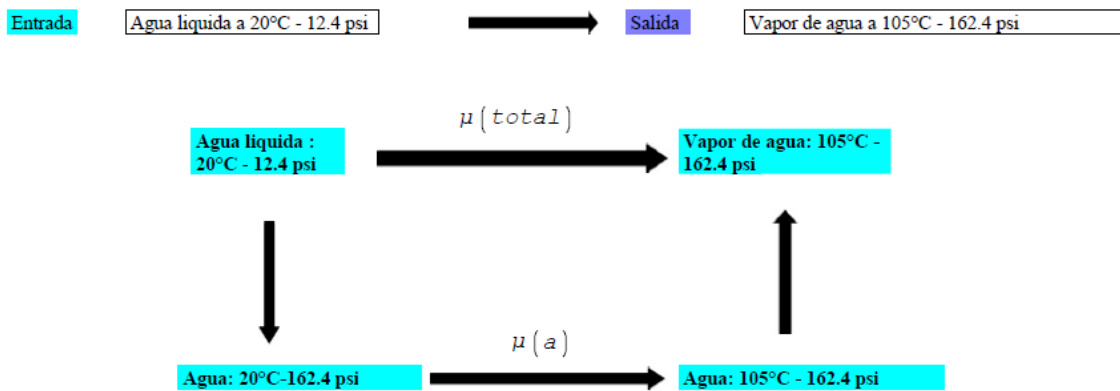 Entrada
Agua liquida a 20°C - 12.4 psi
Salida
Vapor de agua a 105°C - 162.4 psi
μ(total)
Agua liquida :
20°C - 12.4 psi
Vapor de agua: 105°C -
162.4 psi
μ(a)
Agua: 20°C-162.4 psi
Agua: 105°C - 162.4 psi